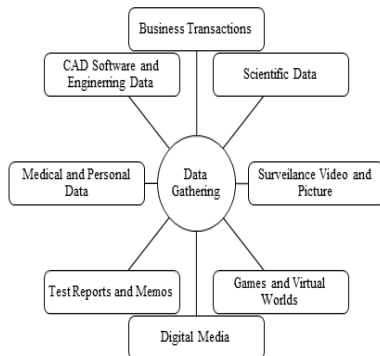 Business Transactions
CAD Software and
Enginerring Data
Scientific Data
Medical and Personal
Data
Data
Gathering
Surveilance Video and
Picture
Test Reports and Memos
Games and Virtual
Worlds
Digital Media